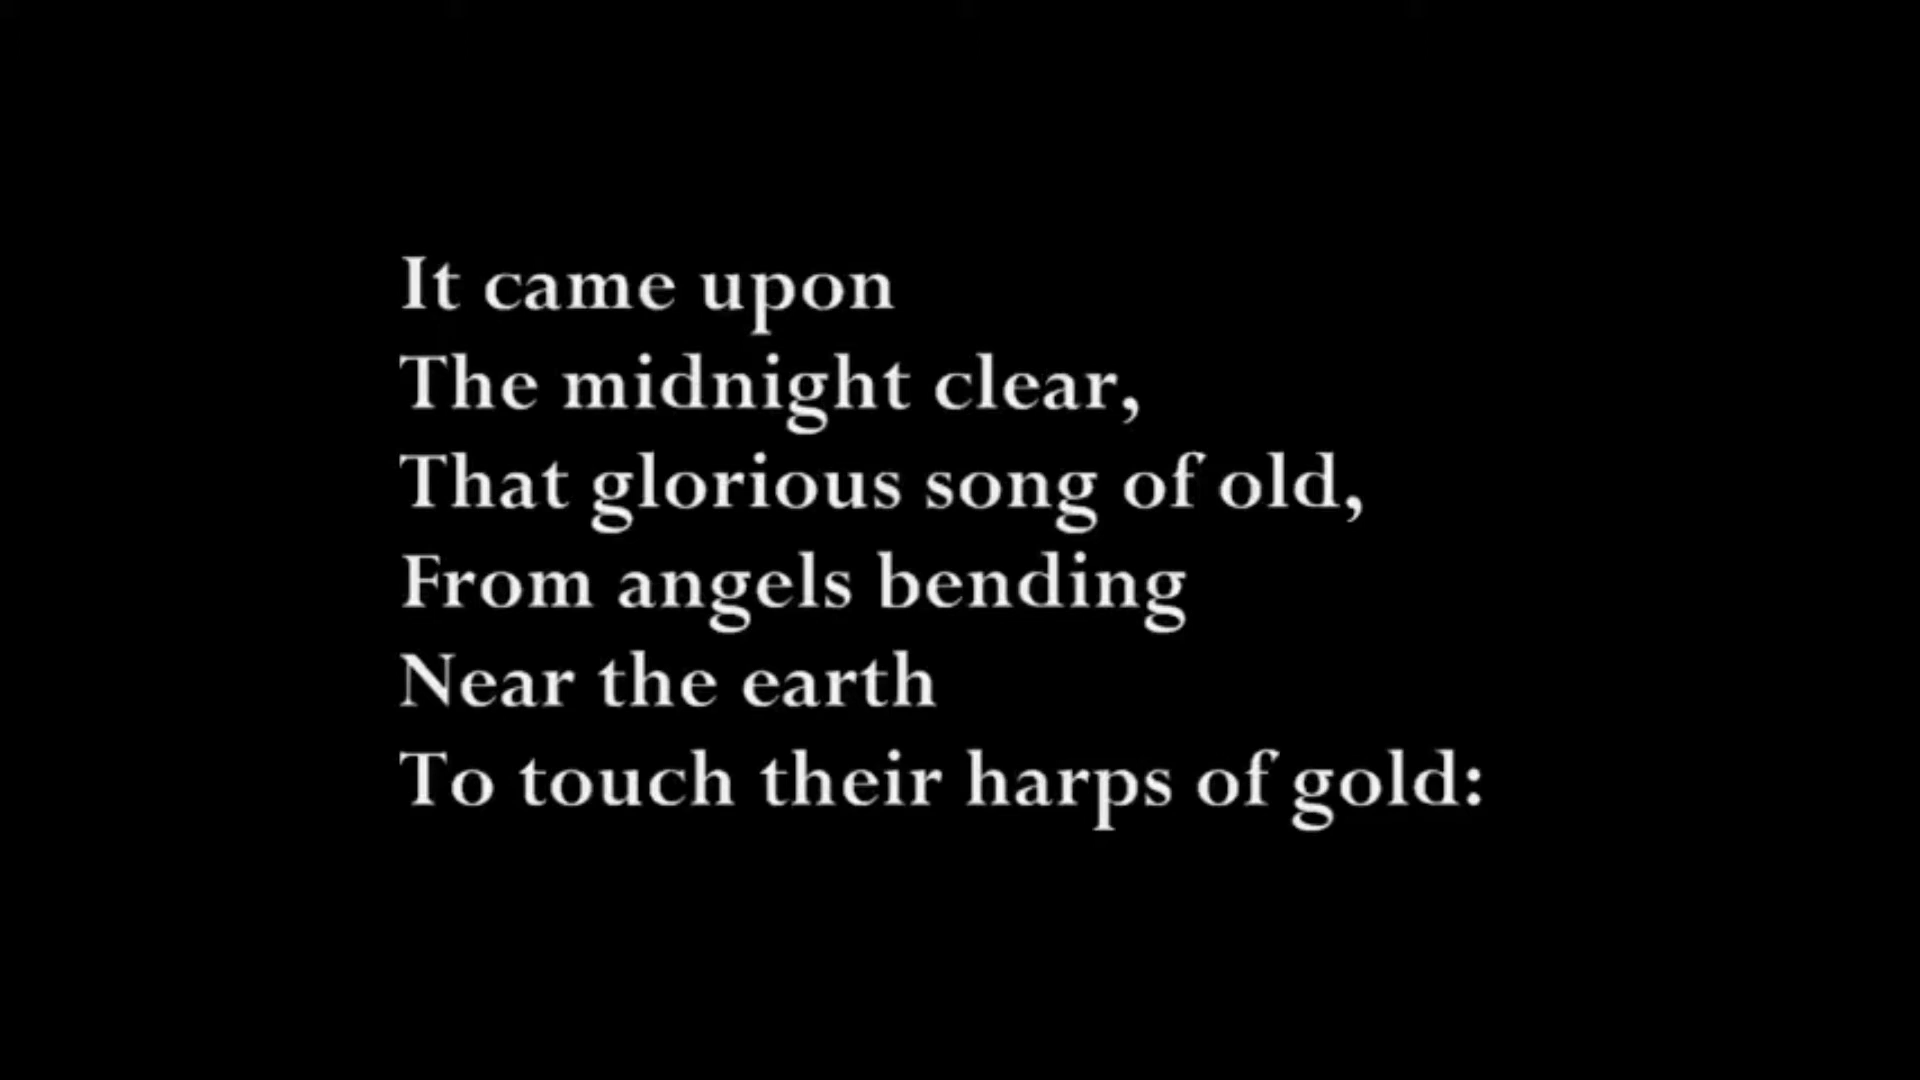 It came upon
The midnight clear,
That glorious song of old,
From angels bending
Near the earth
To touch their harps of gold: